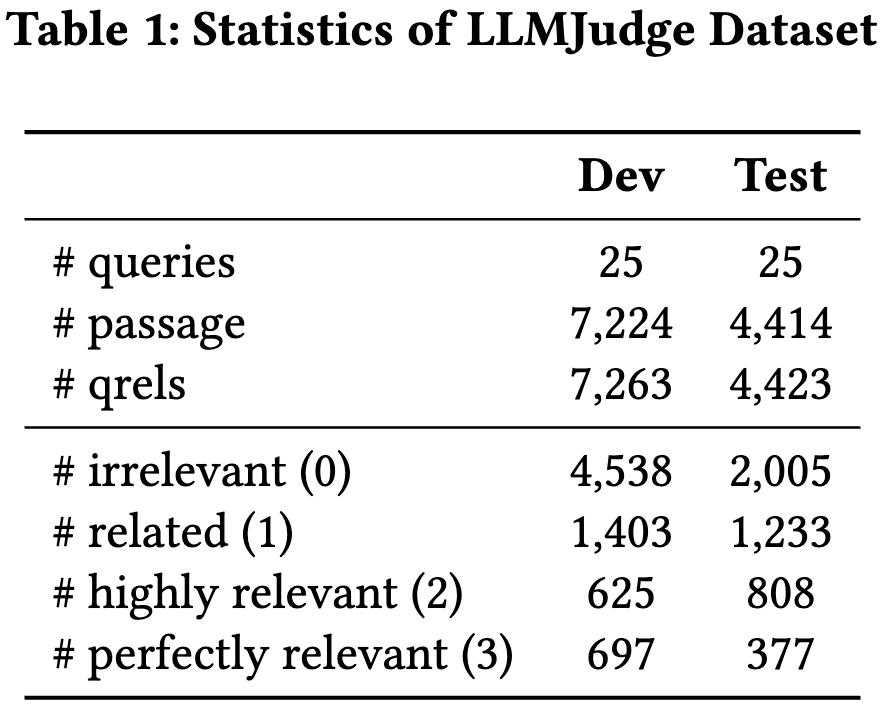 Table 1: Statistics of LLMJudge Dataset
Dev Test
# queries 25 25
# passage 7,224 4,414
# qrels 7,263 4,423
# irrelevant (0) 4,538 2,005
# related (1) 1,403 1,233
# highly relevant (2) 625 808
# perfectly relevant (3) 697 377